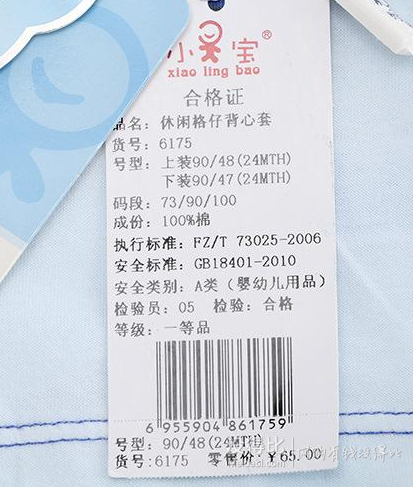 小灵宝
xiao ling bao
合格证
品名: 休闲格仔背心套
货号: 6175
号型: 上装90/48(24MTH)
下装90/47(24MTH)
码段: 73/90/100
成份: 100%棉
执行标准: FZ/T 73025-2006
安全标准: GB18401-2010
安全类别: A类 (婴幼儿用品)
检验员: 05 检验: 合格
等级: 一等品
6 955904 861759
号型: 90/48(24MTH)
货号: 6175 零售价: ¥65.00